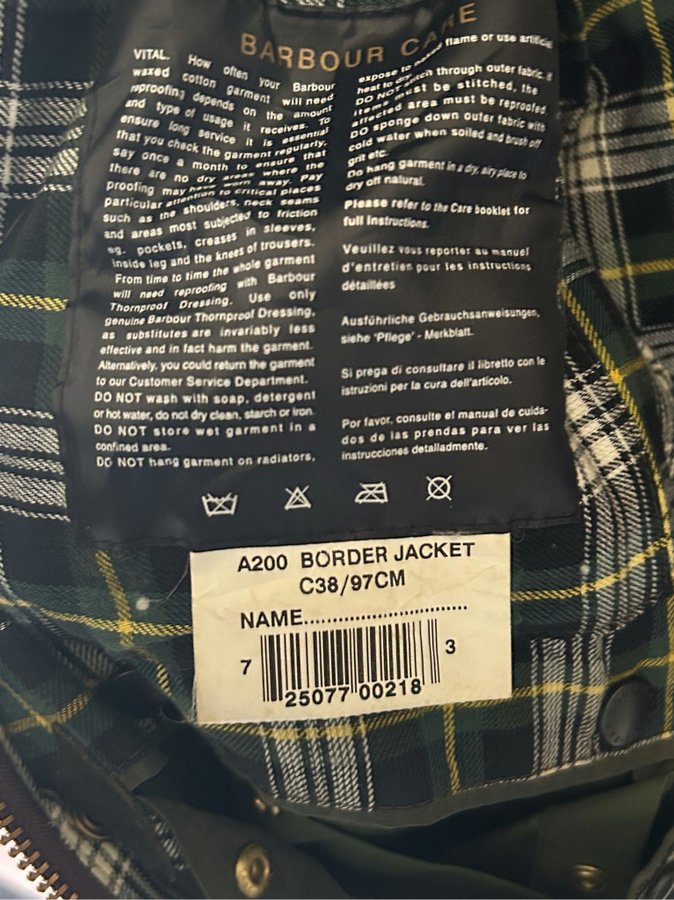 BARBOUR CARE
VITAL. How often your Barbour
waxed cotton garment will need
reproofing depends on the amount
and type of usage it receives. To
ensure long service it is essential
that you check the garment regularly,
say once a month to ensure that
there are no dry areas where the
proofing may have worn away. Pay
particular attention to critical places
such as the shoulders, neck seams
and areas most subjected to friction
eg. pockets, creases in sleeves,
inside leg and the knees of trousers.
From time to time the whole garment
will need reproofing with Barbour
Thornproof Dressing. Use only
genuine Barbour Thornproof Dressing,
as substitutes are invariably less
effective and in fact harm the garment.
Alternatively, you could return the garment
to our Customer Service Department.
DO NOT wash with soap, detergent
or hot water, do not dry clean, starch or iron.
DO NOT store wet garment in a
confined area.
DO NOT hang garment on radiators,
expose to naked flame or use artificial
heat to dry
DO NOT stitch through outer fabric, if
items must be stitched, the
affected area must be reproofed.
DO sponge down outer fabric with
cold water when soiled and brush off
grit etc.
Do hang garment in a dry, airy place to
dry off natural.
Please refer to the Care booklet for
full instructions.
Veuillez vous reporter au manuel
d'entretien pour les instructions
détaillées
Ausführliche Gebrauchsanweisungen,
siehe 'Pflege' - Merkblatt.
Si prega di consultare il libretto con le
istruzioni per la cura dell'articolo.
Por favor, consulte el manual de cuida-
dos de las prendas para ver las
instrucciones detalladmente.
A200 BORDER JACKET
C38/97CM
NAME............................
7 25077 00218 3